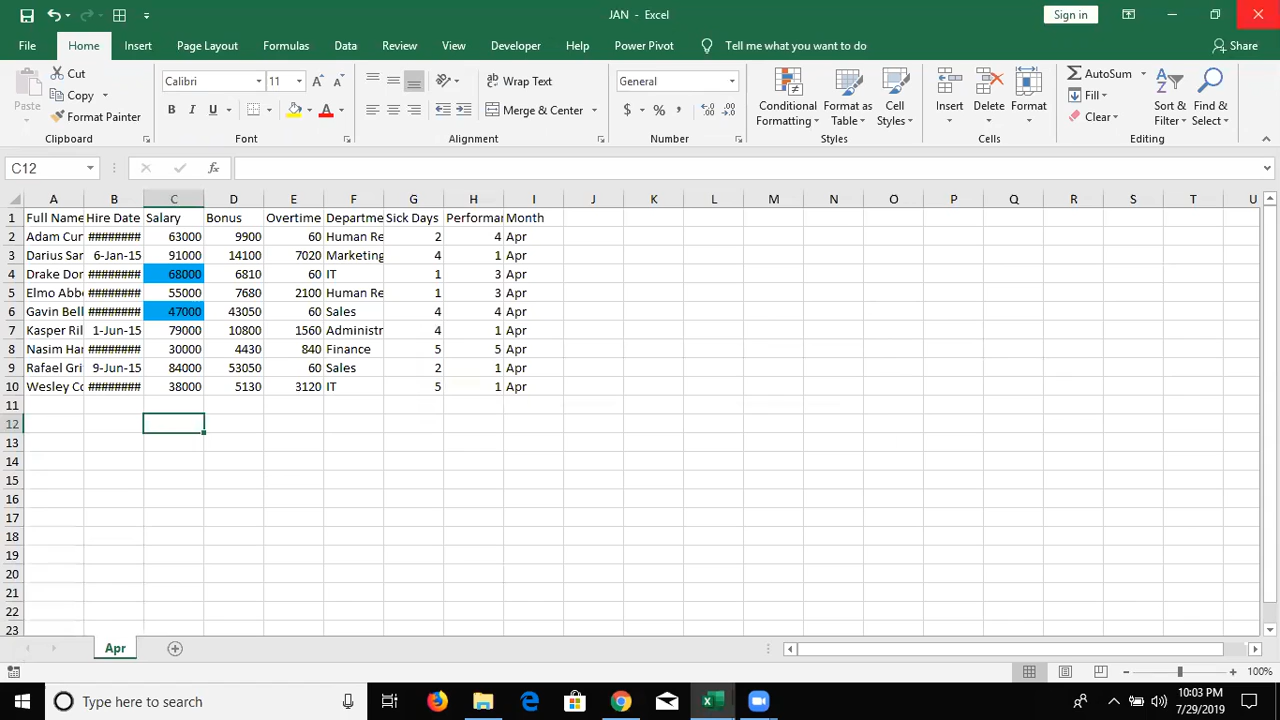 JAN - Excel
Sign in
File Home Insert Page Layout Formulas Data Review View Developer Help Power Pivot Tell me what you want to do Share
Paste
Cut
Copy
Format Painter
Clipboard
Calibri 11
B I U
Font
Wrap Text
Merge & Center
Alignment
General
$ % ,
Number
Conditional Formatting
Format as Table
Cell Styles
Styles
Insert Delete Format
Cells
AutoSum
Fill
Clear
Sort & Filter
Find & Select
Editing
C12 fx
A B C D E F G H I J K L M N O P Q R S T U
1 Full Name Hire Date Salary Bonus Overtime Departme Sick Days Performar Month
2 Adam Cur ######## 63000 9900 60 Human Re 2 4 Apr
3 Darius Sar 6-Jan-15 91000 14100 7020 Marketing 4 1 Apr
4 Drake Dor ######## 68000 6810 60 IT 1 3 Apr
5 Elmo Abb ######## 55000 7680 2100 Human Re 1 3 Apr
6 Gavin Bell ######## 47000 43050 60 Sales 4 4 Apr
7 Kasper Ril 1-Jun-15 79000 10800 1560 Administr 4 1 Apr
8 Nasim Har ######## 30000 4430 840 Finance 5 5 Apr
9 Rafael Gri 9-Jun-15 84000 53050 60 Sales 2 1 Apr
10 Wesley Co ######## 38000 5130 3120 IT 5 1 Apr
11
12
13
14
15
16
17
18
19
20
21
22
23
Apr
100%
Type here to search
10:03 PM
7/29/2019